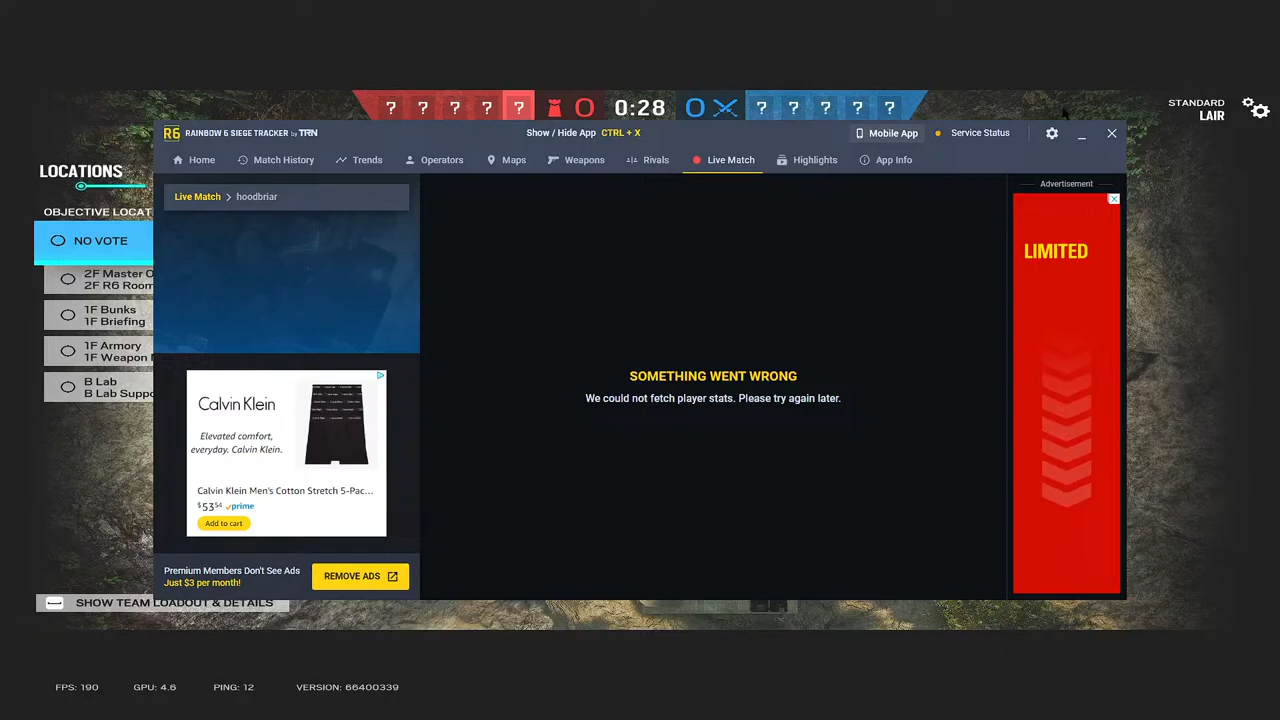 ? ? ? ? ? 0 0:28 0 ? ? ? ? ?
STANDARD
LAIR
R6 RAINBOW 6 SIEGE TRACKER by TRN
Show / Hide App CTRL + X
Mobile App
Service Status
Home
Match History
Trends
Operators
Maps
Weapons
Rivals
Live Match
Highlights
App Info
LOCATIONS
OBJECTIVE LOCAT
NO VOTE
2F Master O
2F R6 Room
1F Bunks
1F Briefing
1F Armory
1F Weapon
B Lab
B Lab Suppo
Live Match > hoodbriar
Calvin Klein
Elevated comfort,
everyday. Calvin Klein.
Calvin Klein Men's Cotton Stretch 5-Pac...
$5354 prime
Add to cart
Premium Members Don't See Ads
Just $3 per month!
REMOVE ADS
SOMETHING WENT WRONG
We could not fetch player stats. Please try again later.
Advertisement
LIMITED
SHOW TEAM LOADOUT & DETAILS
FPS: 190
GPU: 4.6
PING: 12
VERSION: 66400339